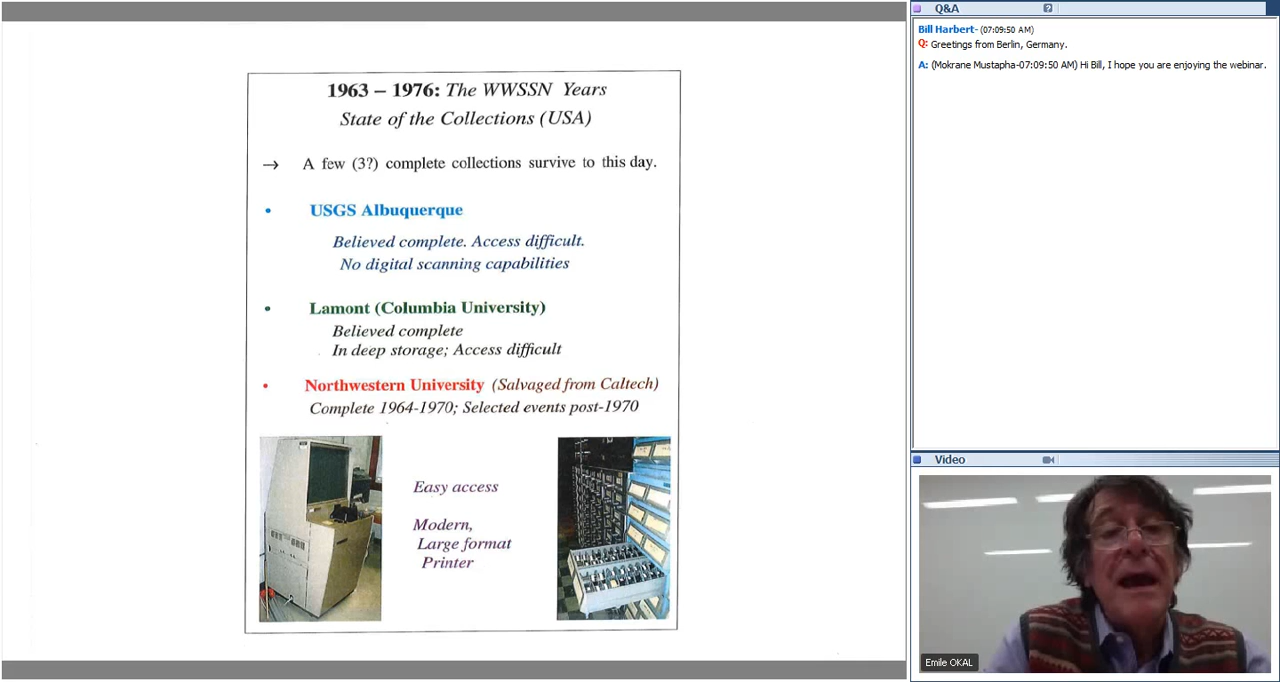 1963 – 1976: The WWSSN Years
State of the Collections (USA)
→ A few (3?) complete collections survive to this day.
• USGS Albuquerque
Believed complete. Access difficult.
No digital scanning capabilities
• Lamont (Columbia University)
Believed complete
In deep storage; Access difficult
• Northwestern University (Salvaged from Caltech)
Complete 1964-1970; Selected events post-1970
Easy access
Modern,
Large format
Printer
Q&A
?
Bill Harbert- (07:09:50 AM)
Q: Greetings from Berlin, Germany.
A: (Mokrane Mustapha-07:09:50 AM) Hi Bill, I hope you are enjoying the webinar.
Video
Emile OKAL